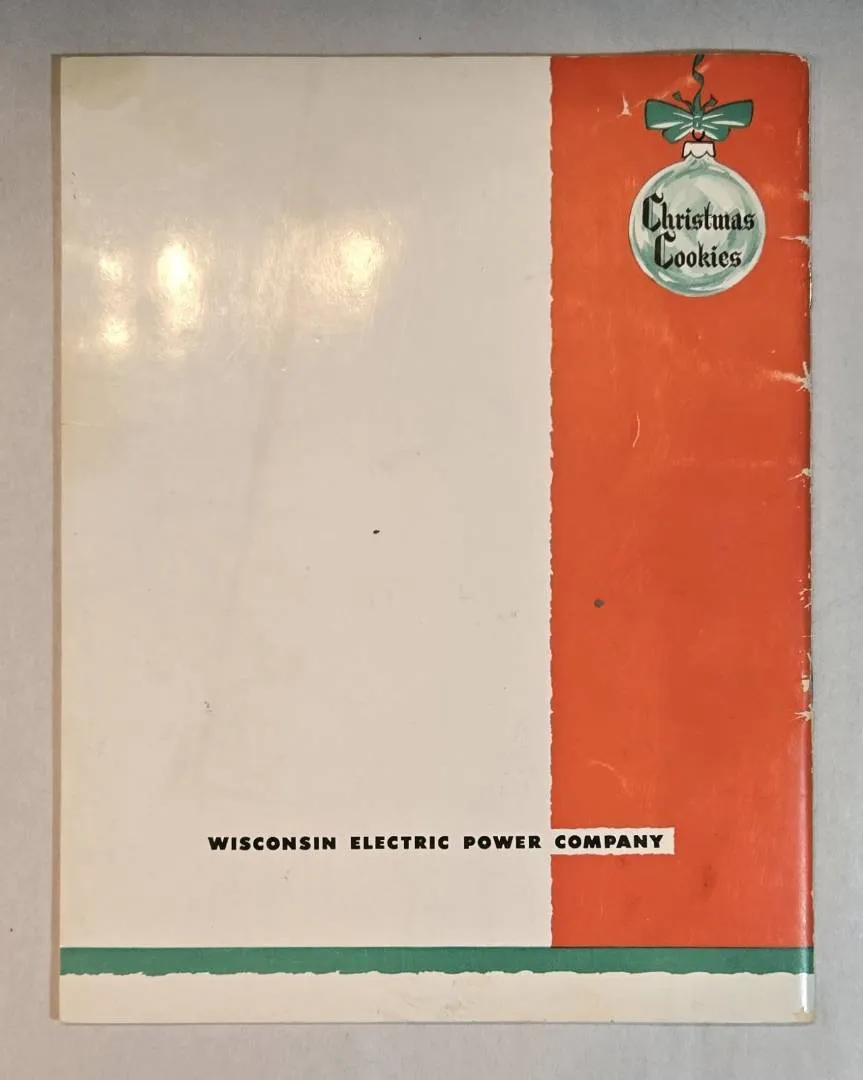 Christmas
Cookies
WISCONSIN ELECTRIC POWER COMPANY